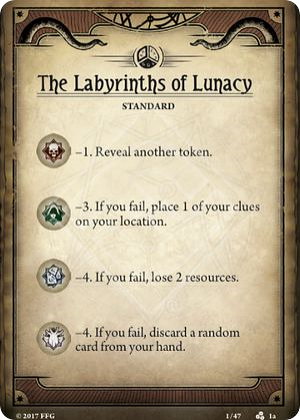 The Labyrinths of Lunacy
STANDARD
–1. Reveal another token.
–3. If you fail, place 1 of your clues
on your location.
–4. If you fail, lose 2 resources.
–4. If you fail, discard a random
card from your hand.
© 2017 FFG 1/47 1a